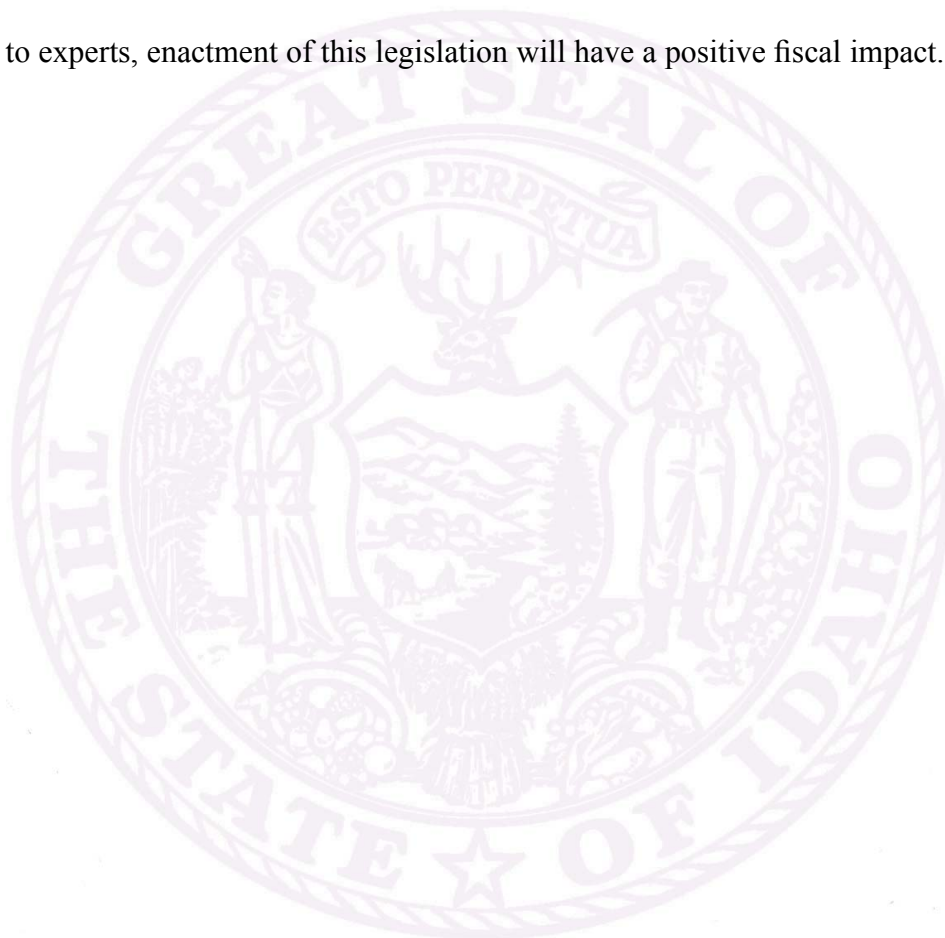 to experts, enactment of this legislation will have a positive fiscal impact.
GREAT SEAL OF
ESTO PERPETUA
THE STATE OF IDAHO